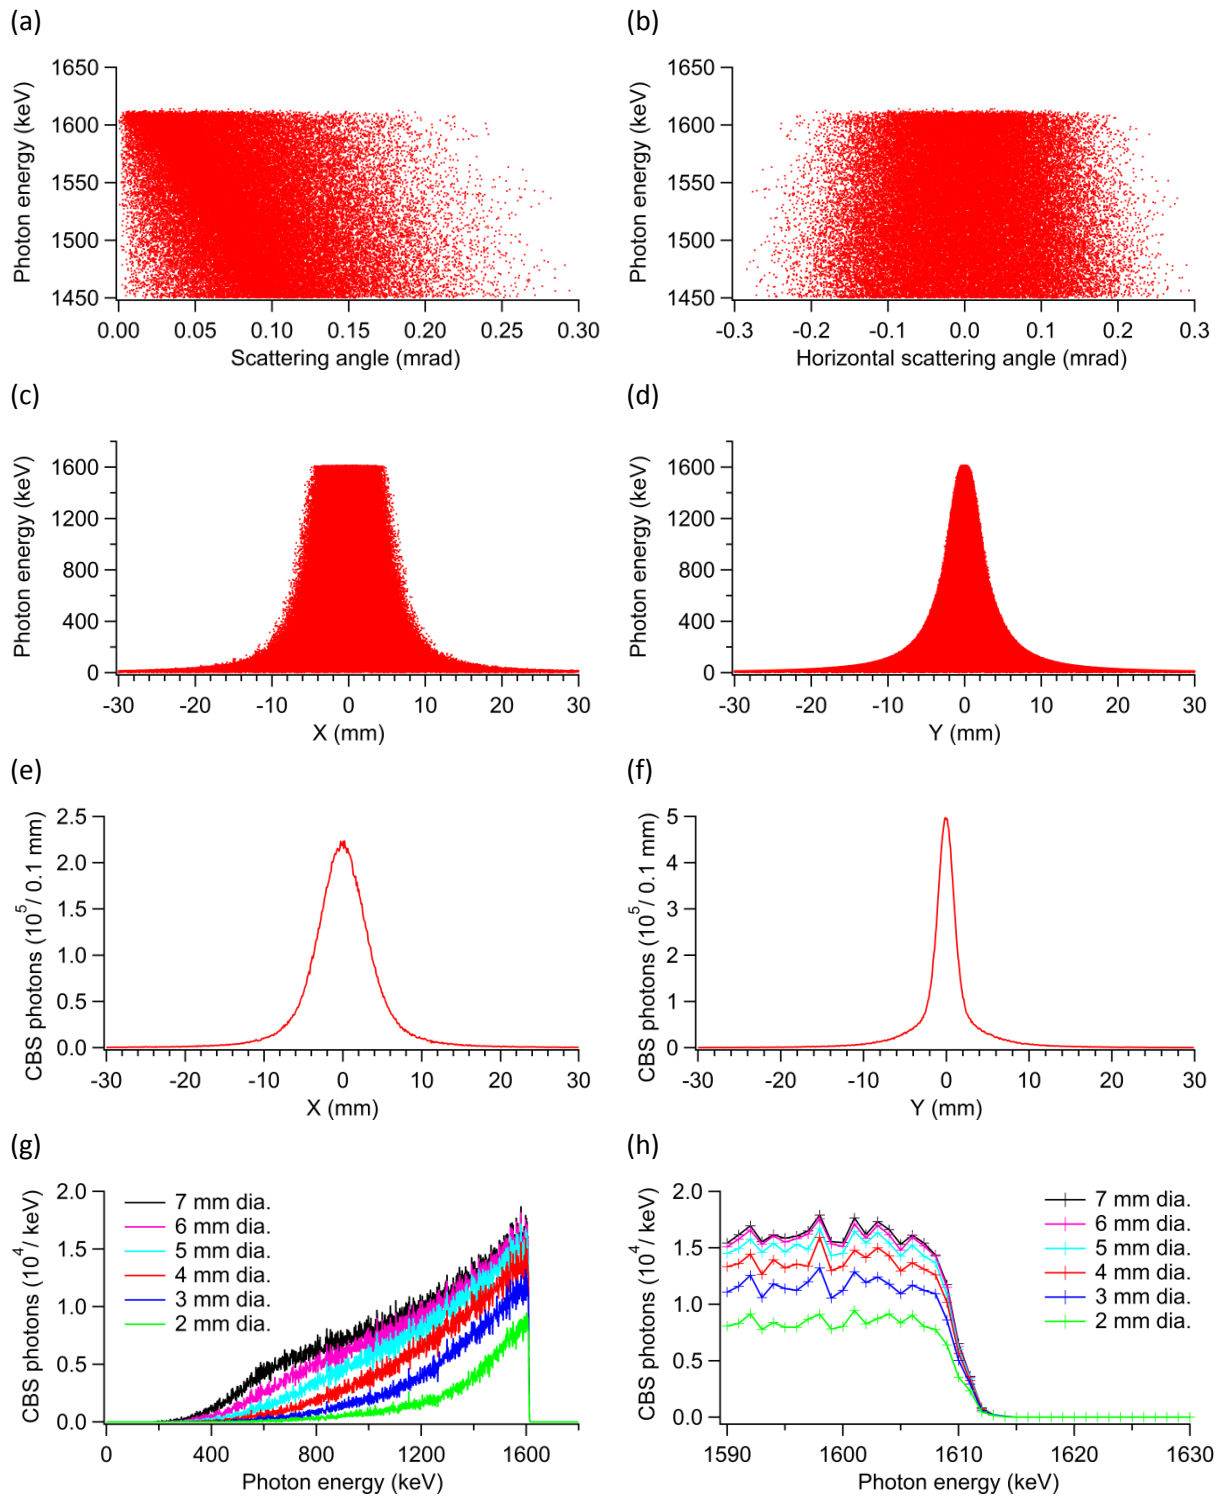 (a)
1650
1600
1550
1500
1450
Photon energy (keV)
0.00 0.05 0.10 0.15 0.20 0.25 0.30
Scattering angle (mrad)
(b)
1650
1600
1550
1500
1450
Photon energy (keV)
-0.3 -0.2 -0.1 0.0 0.1 0.2 0.3
Horizontal scattering angle (mrad)
(c)
1600
1200
800
400
0
Photon energy (keV)
-30 -20 -10 0 10 20 30
X (mm)
(d)
1600
1200
800
400
0
Photon energy (keV)
-30 -20 -10 0 10 20 30
Y (mm)
(e)
2.5
2.0
1.5
1.0
0.5
0.0
CBS photons (10⁵/ 0.1 mm)
-30 -20 -10 0 10 20 30
X (mm)
(f)
5
4
3
2
1
0
CBS photons (10⁵/ 0.1 mm)
-30 -20 -10 0 10 20 30
Y (mm)
(g)
2.0
1.5
1.0
0.5
0.0
CBS photons (10⁴/ keV)
7 mm dia.
6 mm dia.
5 mm dia.
4 mm dia.
3 mm dia.
2 mm dia.
0 400 800 1200 1600
Photon energy (keV)
(h)
2.0
1.5
1.0
0.5
0.0
CBS photons (10⁴/ keV)
7 mm dia.
6 mm dia.
5 mm dia.
4 mm dia.
3 mm dia.
2 mm dia.
1590 1600 1610 1620 1630
Photon energy (keV)